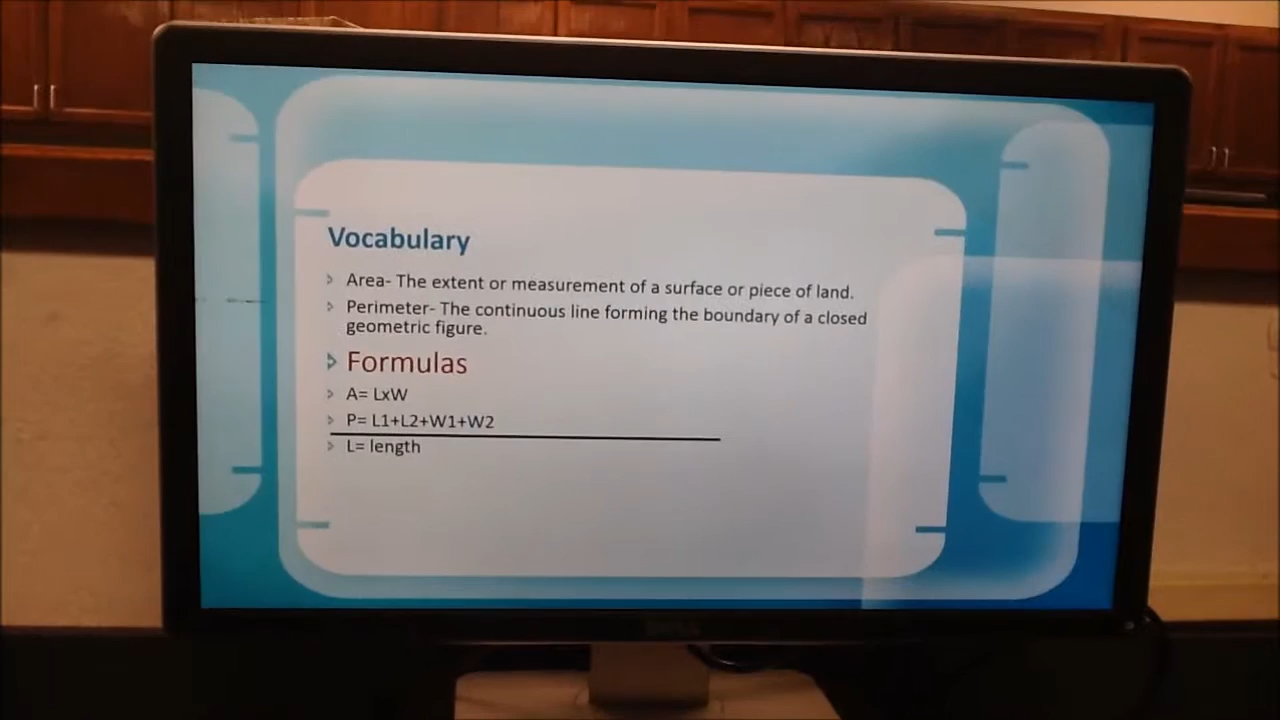 Vocabulary
Area- The extent or measurement of a surface or piece of land.
Perimeter- The continuous line forming the boundary of a closed
geometric figure.
Formulas
A= LxW
P= L1+L2+W1+W2
L= length
DELL